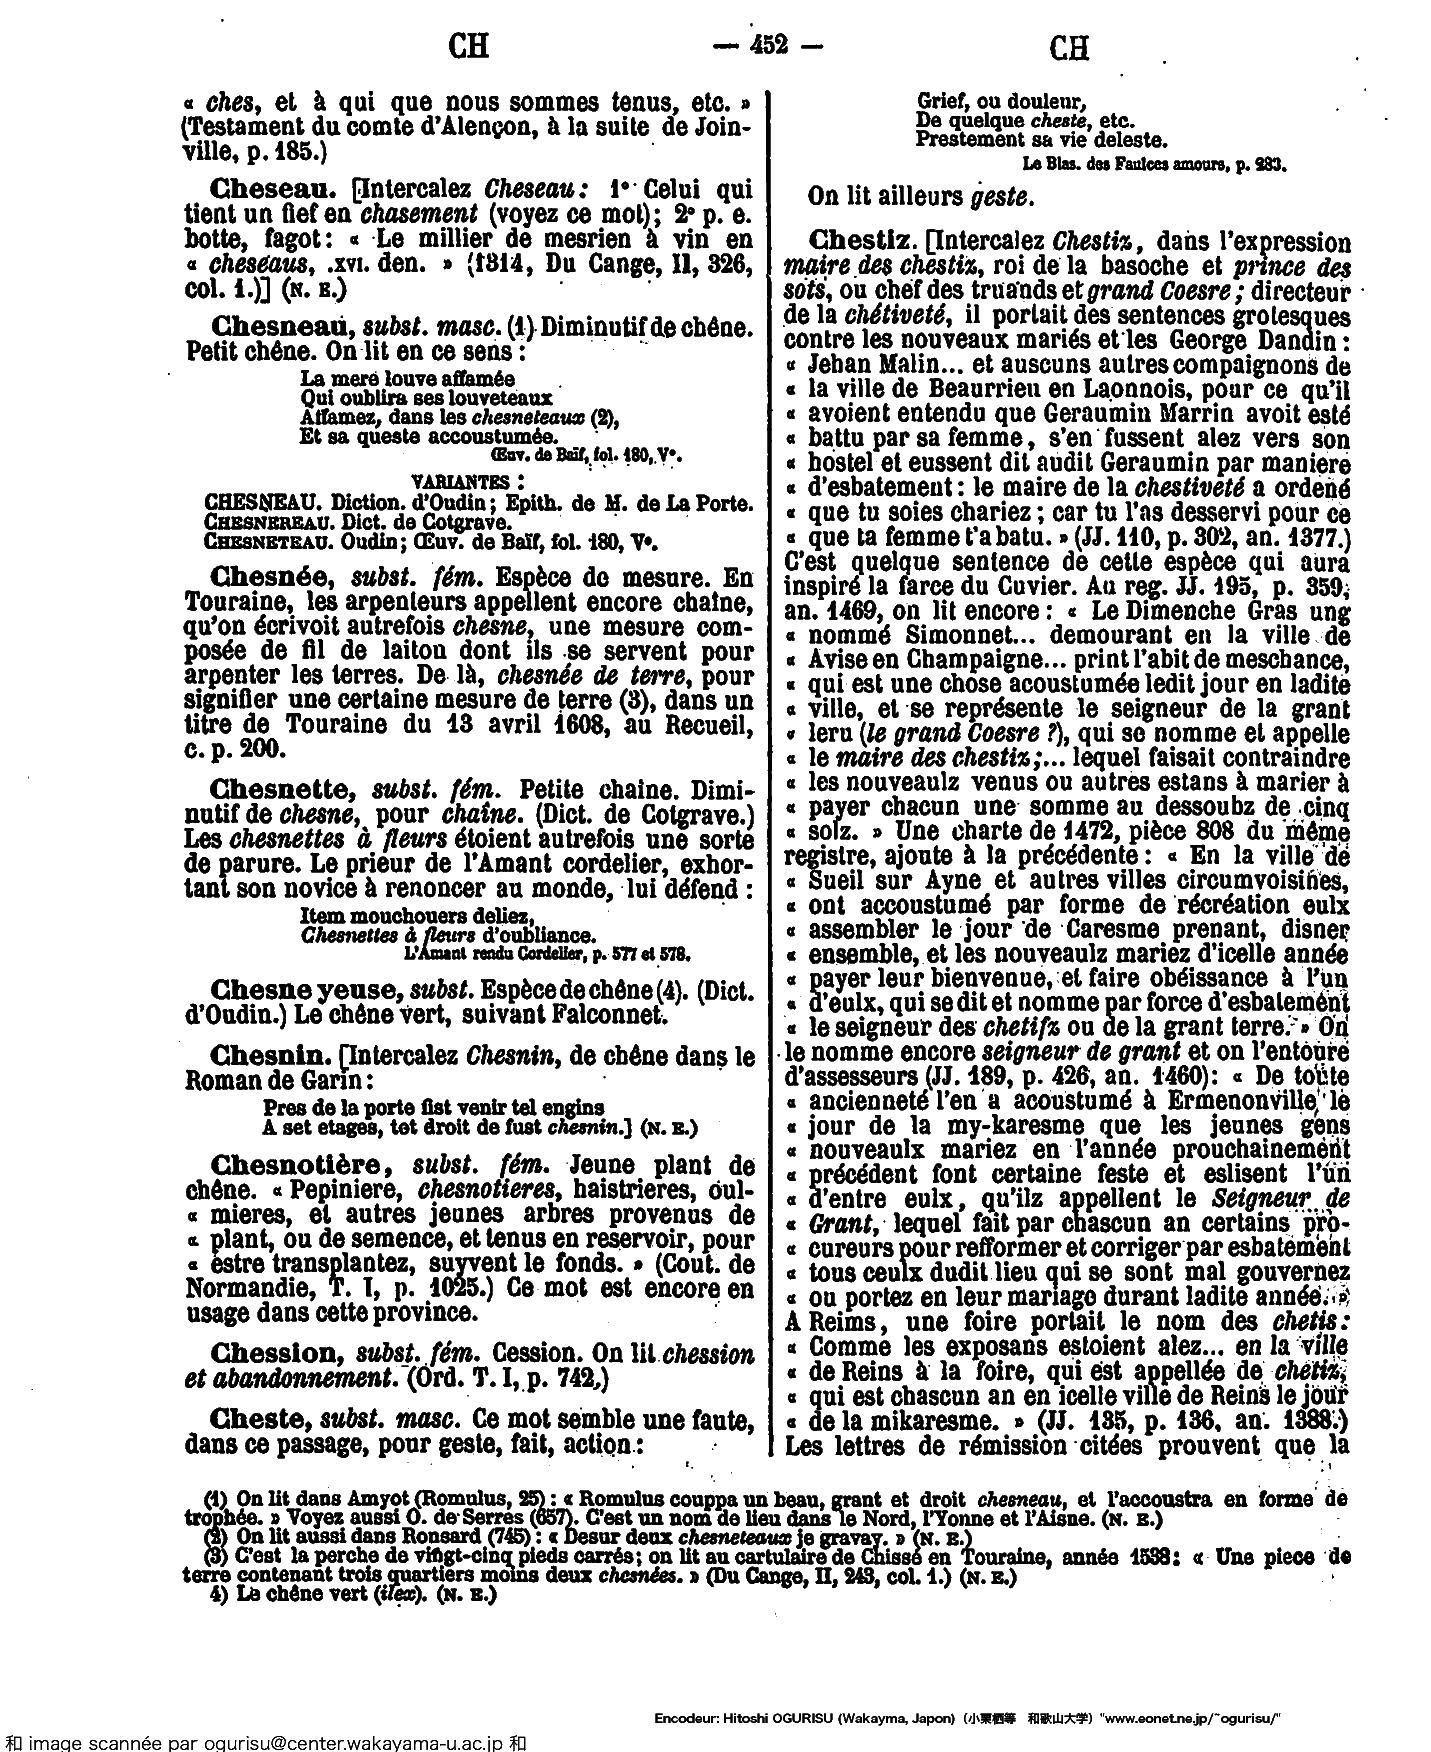 CH — 452 — CH
« ches, et à qui que nous sommes tenus, etc. »
(Testament du comte d'Alençon, à la suite de Join-
ville, p. 185.)
Cheseau. [Intercalez Cheseau : 1° Celui qui
tient un fief en chasement (voyez ce mot); 2° p. e.
botte, fagot : « Le millier de mesrien à vin en
« cheseaus, .xvi. den. » (1314, Du Cange, II, 326,
col. 1.)] (N. E.)
Chesneau, subst. masc. (1) Diminutif de chêne.
Petit chêne. On lit en ce sens :
La mere louve affamée
Qui oublira ses louveteaux
Affamez, dans les chesneteaux (2),
Et sa queste accoustumée.
Œuv. de Baïf, fol. 180, V°.
VARIANTES :
CHESNEAU. Diction. d'Oudin; Epith. de M. de La Porte.
CHESNEREAU. Dict. de Cotgrave.
CHESNETEAU. Oudin; Œuv. de Baïf, fol. 180, V°.
Chesnée, subst. fém. Espèce de mesure. En
Touraine, les arpenteurs appellent encore chaîne,
qu'on écrivoit autrefois chesne, une mesure com-
posée de fil de laiton dont ils se servent pour
arpenter les terres. De là, chesnée de terre, pour
signifier une certaine mesure de terre (3), dans un
titre de Touraine du 13 avril 1608, au Recueil,
c. p. 200.
Chesnette, subst. fém. Petite chaine. Dimi-
nutif de chesne, pour chaîne. (Dict. de Cotgrave.)
Les chesnettes à fleurs étoient autrefois une sorte
de parure. Le prieur de l'Amant cordelier, exhor-
tant son novice à renoncer au monde, lui défend :
Item mouchouers deliez,
Chesnettes à fleurs d'oubliance.
L'Amant rendu Cordelier, p. 577 et 578.
Chesne yeuse, subst. Espèce de chêne (4). (Dict.
d'Oudin.) Le chêne vert, suivant Falconnet.
Chesnin. [Intercalez Chesnin, de chêne dans le
Roman de Garin :
Pres de la porte fist venir tel engins
A set etages, tot droit de fust chesnin.] (N. E.)
Chesnotière, subst. fém. Jeune plant de
chêne. « Pepiniere, chesnotieres, haistrieres, oul-
« mieres, et autres jeunes arbres provenus de
« plant, ou de semence, et tenus en reservoir, pour
« estre transplantez, suyvent le fonds. » (Cout. de
Normandie, T. I, p. 1025.) Ce mot est encore en
usage dans cette province.
Chession, subst. fém. Cession. On lit chession
et abandonnement. (Ord. T. I, p. 742.)
Cheste, subst. masc. Ce mot semble une faute,
dans ce passage, pour geste, fait, action :
Grief, ou douleur,
De quelque cheste, etc.
Prestement sa vie deleste.
Le Blas. des Faulces amours, p. 283.
On lit ailleurs geste.
Chestiz. [Intercalez Chestiz, dans l'expression
maire des chestiz, roi de la basoche et prince des
sots, ou chef des truands et grand Coesre; directeur
de la chétiveté, il portait des sentences grotesques
contre les nouveaux mariés et les George Dandin :
« Jehan Malin... et auscuns autres compaignons de
« la ville de Beaurrieu en Laonnois, pour ce qu'il
« avoient entendu que Geraumin Marrin avoit esté
« battu par sa femme, s'en fussent alez vers son
« hostel et eussent dit audit Geraumin par maniere
« d'esbatement : le maire de la chestiveté a ordené
« que tu soies chariez; car tu l'as desservi pour ce
« que ta femme t'a batu. » (JJ. 110, p. 302, an. 1377.)
C'est quelque sentence de cette espèce qui aura
inspiré la farce du Cuvier. Au reg. JJ. 195, p. 359,
an. 1469, on lit encore : « Le Dimenche Gras ung
« nommé Simonnet... demourant en la ville de
« Avise en Champaigne... print l'abit de meschance,
« qui est une chose acoustumée ledit jour en ladite
« ville, et se représente le seigneur de la grant
« leru (le grand Coesre ?), qui se nomme et appelle
« le maire des chestiz;... lequel faisait contraindre
« les nouveaulz venus ou autres estans à marier à
« payer chacun une somme au dessoubz de cinq
« solz. » Une charte de 1472, pièce 808 du même
registre, ajoute à la précédente : « En la ville de
« Sueil sur Ayne et autres villes circumvoisines,
« ont accoustumé par forme de récréation eulx
« assembler le jour de Caresme prenant, disner
« ensemble, et les nouveaulz mariez d'icelle année
« payer leur bienvenue, et faire obéissance à l'un
« d'eulx, qui se dit et nomme par force d'esbatement
« le seigneur des chetifz ou de la grant terre. » On
le nomme encore seigneur de grant et on l'entoure
d'assesseurs (JJ. 189, p. 426, an. 1460) : « De toute
« ancienneté l'en a acoustumé à Ermenonville le
« jour de la my-karesme que les jeunes gens
« nouveaulx mariez en l'année prouchainement
« précédent font certaine feste et eslisent l'un
« d'entre eulx, qu'ilz appellent le Seigneur de
« Grant, lequel fait par chascun an certains pro-
« cureurs pour refformer et corriger par esbatement
« tous ceulx dudit lieu qui se sont mal gouvernez
« ou portez en leur mariage durant ladite année. »
A Reims, une foire portait le nom des chetis :
« Comme les exposans estoient alez... en la ville
« de Reins à la foire, qui est appellée de chetiz,
« qui est chascun an en icelle ville de Reins le jour
« de la mikaresme. » (JJ. 135, p. 136, an. 1388.)
Les lettres de rémission citées prouvent que la
(1) On lit dans Amyot (Romulus, 25) : « Romulus couppa un beau, grant et droit chesneau, et l'accoustra en forme de
trophée. » Voyez aussi O. de Serres (657). C'est un nom de lieu dans le Nord, l'Yonne et l'Aisne. (N. E.)
(2) On lit aussi dans Ronsard (745) : « Desur deux chesneteaux je gravay. » (N. E.)
(3) C'est la perche de vingt-cinq pieds carrés; on lit au cartulaire de Chissé en Touraine, année 1538 : « Une piece de
terre contenant trois quartiers moins deux chesnées. » (Du Cange, II, 243, col. 1.) (N. E.)
4) Le chêne vert (ilex). (N. E.)
Encodeur: Hitoshi OGURISU (Wakayma, Japon) (小栗栖等 和歌山大学) "www.eonet.ne.jp/~ogurisu/"
和 image scannée par ogurisu@center.wakayama-u.ac.jp 和